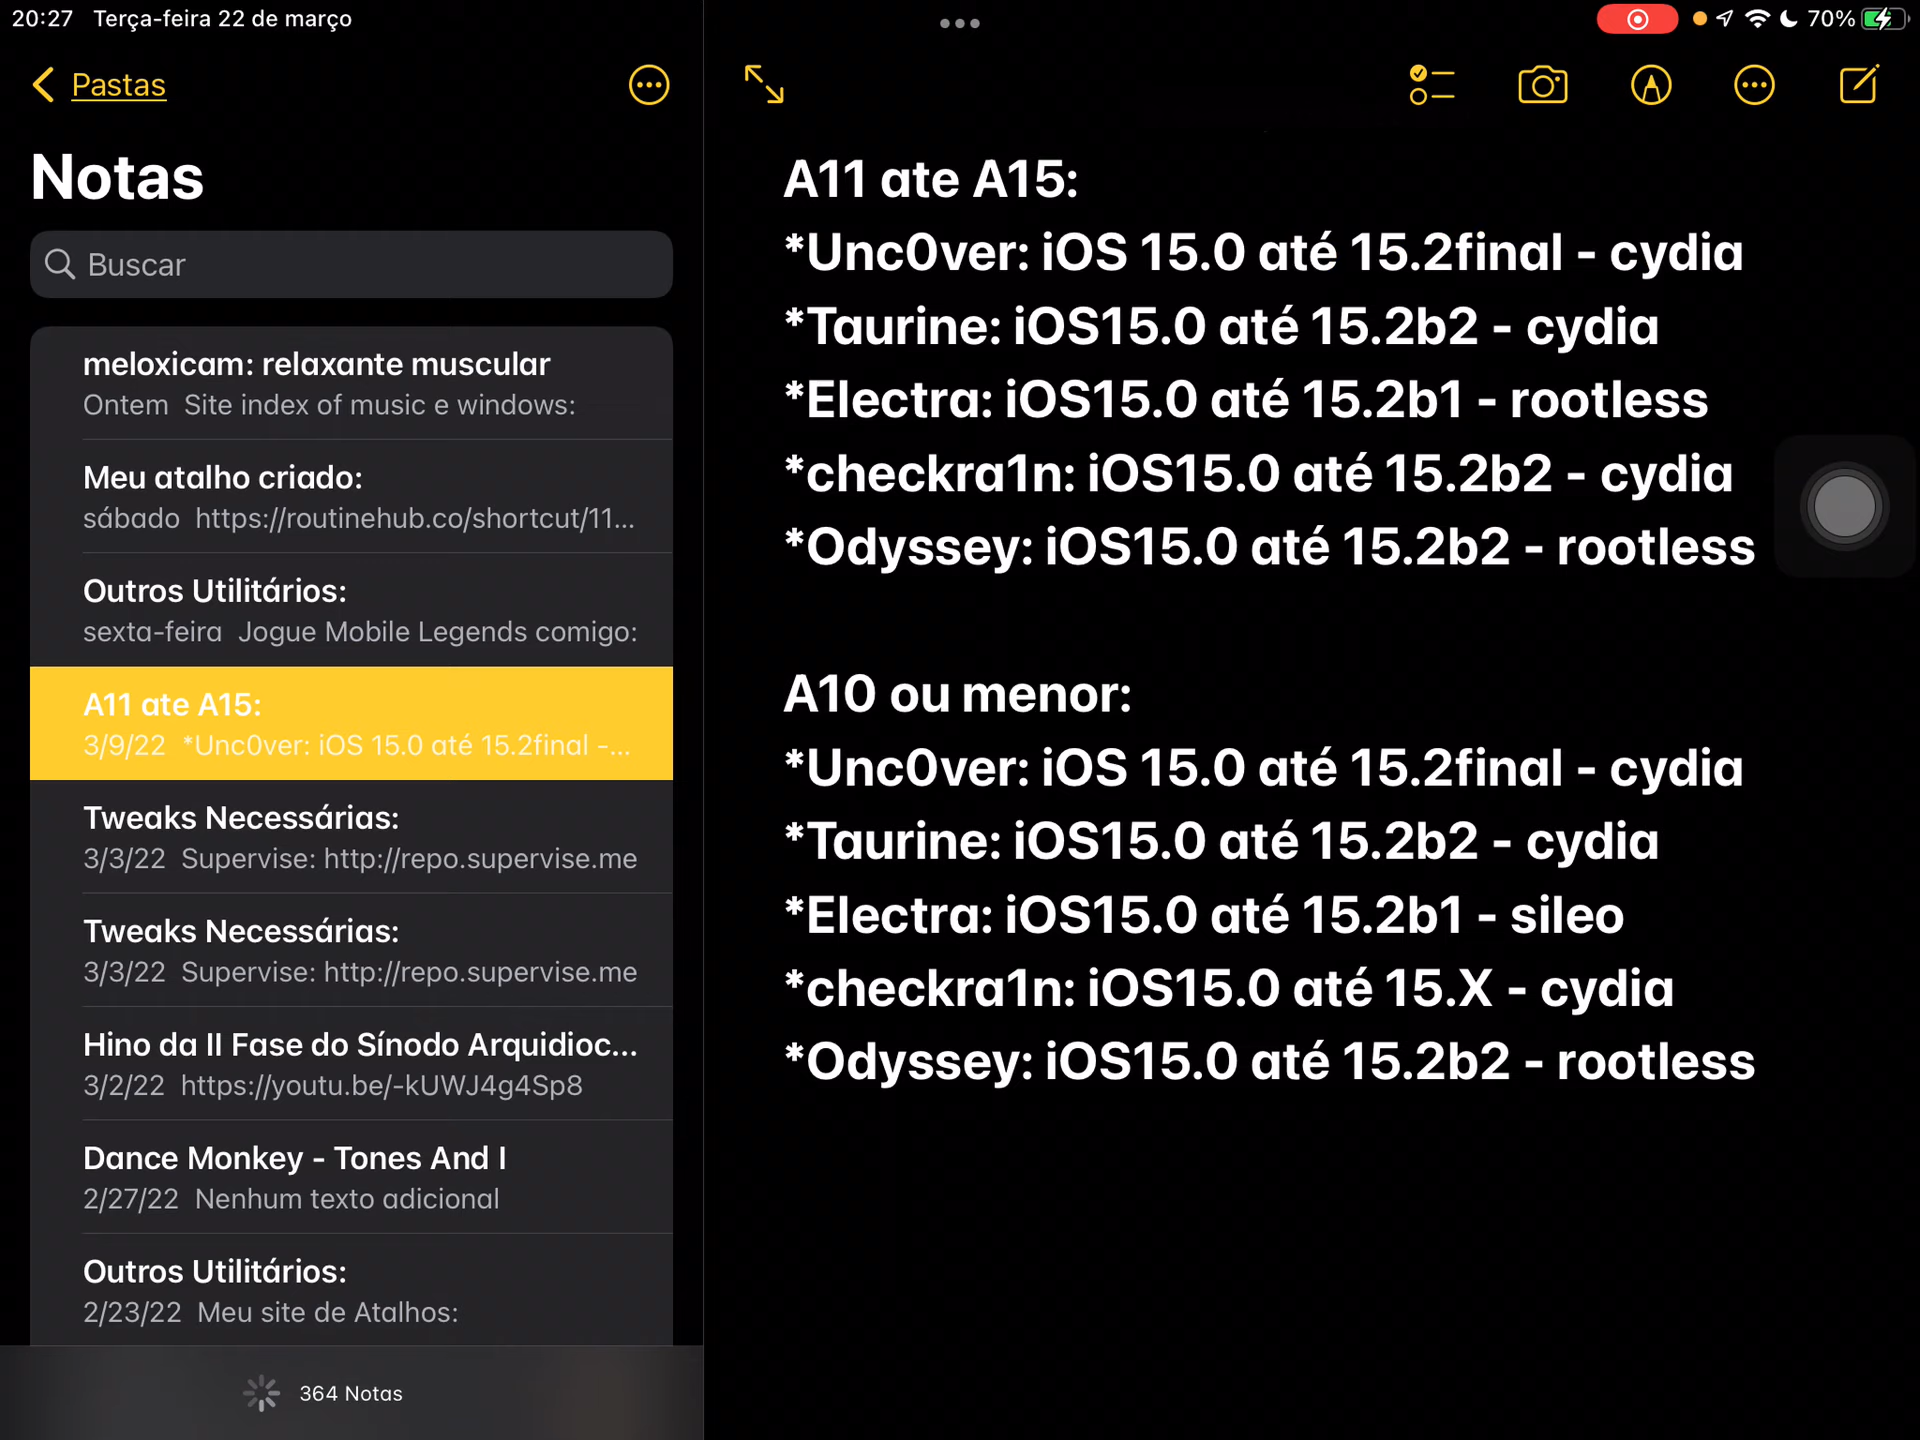 20:27 Terça-feira 22 de março
70%
Pastas
Notas
Buscar
meloxicam: relaxante muscular
Ontem Site index of music e windows:
Meu atalho criado:
sábado https://routinehub.co/shortcut/11...
Outros Utilitários:
sexta-feira Jogue Mobile Legends comigo:
A11 ate A15:
3/9/22 *Unc0ver: iOS 15.0 até 15.2final -...
Tweaks Necessárias:
3/3/22 Supervise: http://repo.supervise.me
Tweaks Necessárias:
3/3/22 Supervise: http://repo.supervise.me
Hino da II Fase do Sínodo Arquidioc...
3/2/22 https://youtu.be/-kUWJ4g4Sp8
Dance Monkey - Tones And I
2/27/22 Nenhum texto adicional
Outros Utilitários:
2/23/22 Meu site de Atalhos:
364 Notas
A11 ate A15:
*Unc0ver: iOS 15.0 até 15.2final - cydia
*Taurine: iOS15.0 até 15.2b2 - cydia
*Electra: iOS15.0 até 15.2b1 - rootless
*checkra1n: iOS15.0 até 15.2b2 - cydia
*Odyssey: iOS15.0 até 15.2b2 - rootless
A10 ou menor:
*Unc0ver: iOS 15.0 até 15.2final - cydia
*Taurine: iOS15.0 até 15.2b2 - cydia
*Electra: iOS15.0 até 15.2b1 - sileo
*checkra1n: iOS15.0 até 15.X - cydia
*Odyssey: iOS15.0 até 15.2b2 - rootless